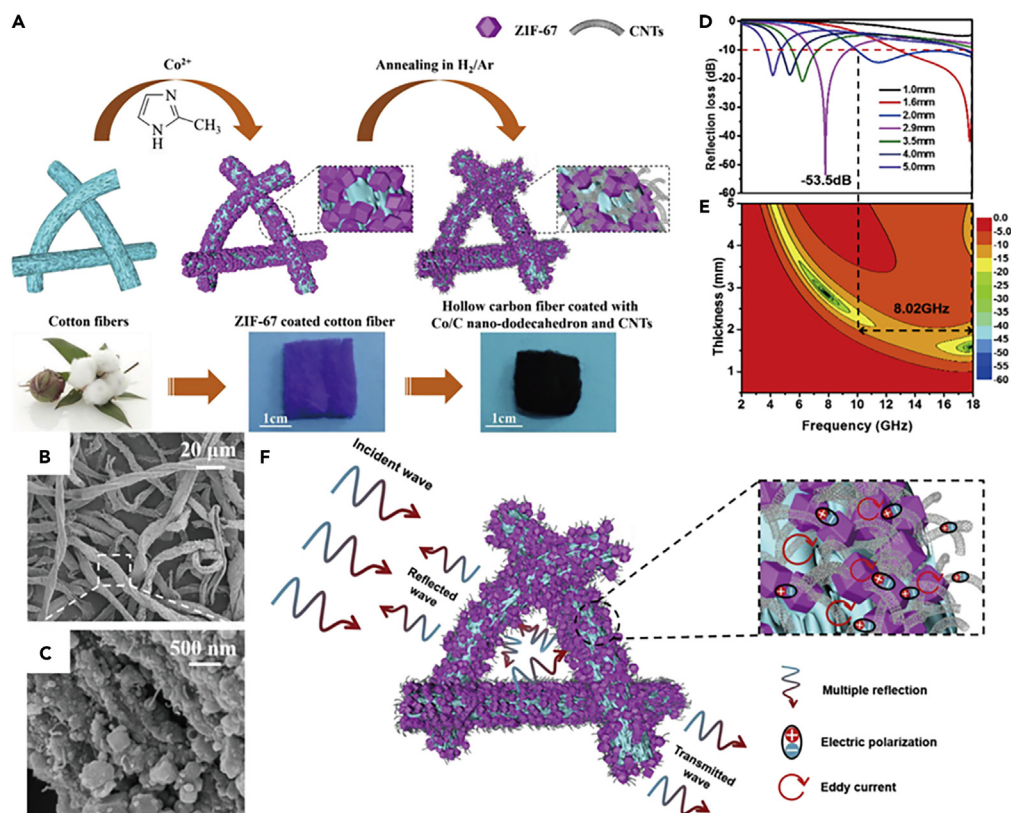 A
ZIF-67
CNTs
Co2+
Annealing in H2/Ar
N
N
H
CH3
Cotton fibers
ZIF-67 coated cotton fiber
Hollow carbon fiber coated with
Co/C nano-dodecahedron and CNTs
1cm
1cm
B
20 μm
C
500 nm
D
Reflection loss (dB)
0
-10
-20
-30
-40
-50
-60
1.0mm
1.6mm
2.0mm
2.9mm
3.5mm
4.0mm
5.0mm
-53.5dB
E
Thickness (mm)
5
4
3
2
1
8.02GHz
2 4 6 8 10 12 14 16 18
Frequency (GHz)
0.0
-5.0
-10
-15
-20
-25
-30
-35
-40
-45
-50
-55
-60
F
Incident wave
Reflected
wave
Transmitted
wave
Multiple reflection
Electric polarization
Eddy current